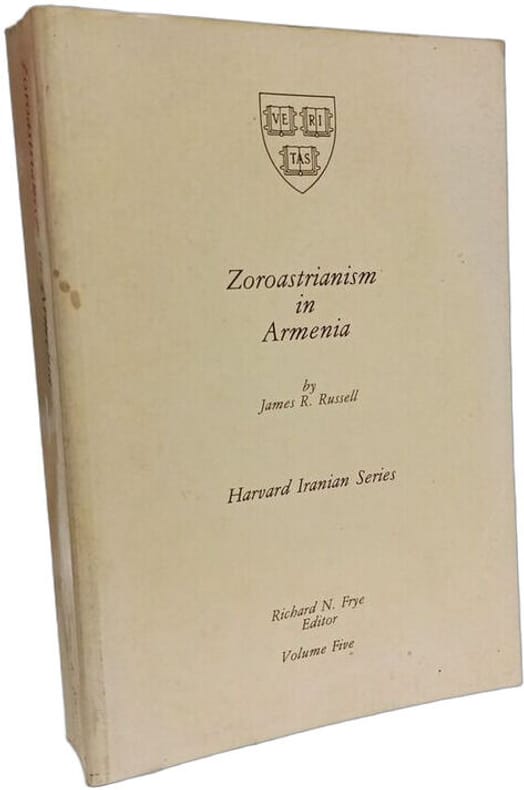 VE RI
TAS
Zoroastrianism
in
Armenia
by
James R. Russell
Harvard Iranian Series
Richard N. Frye
Editor
Volume Five